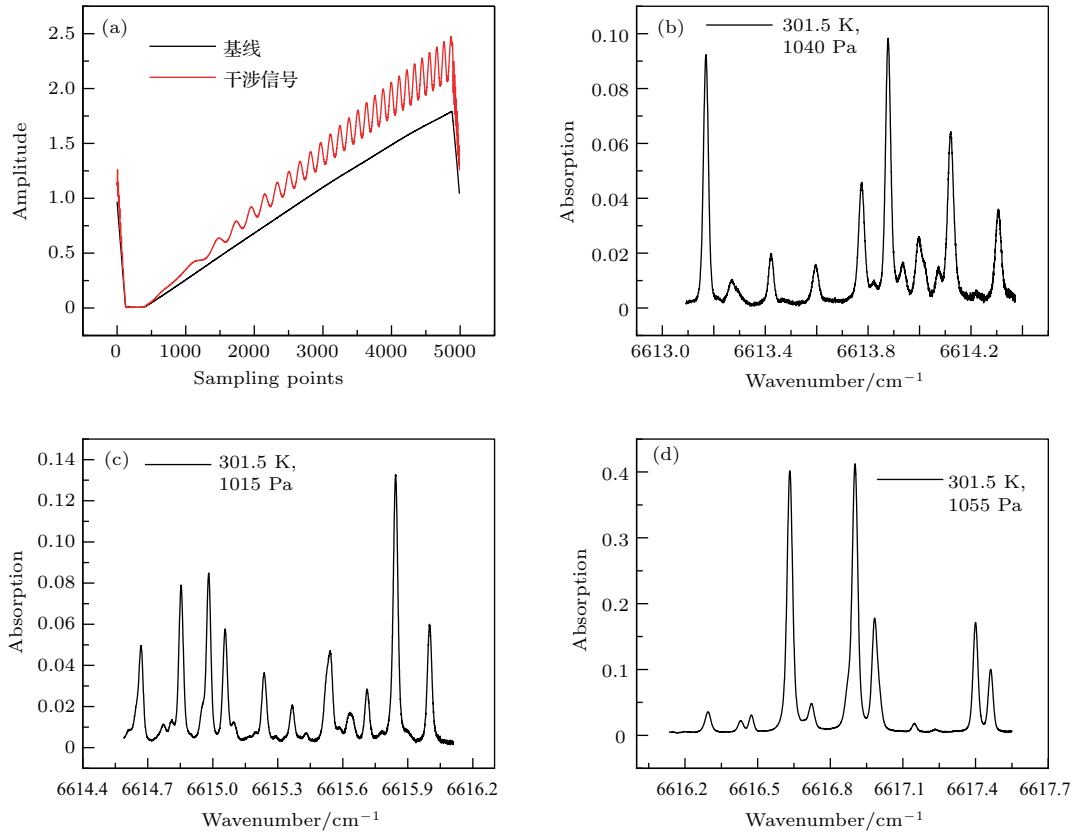 (a)
基线
干涉信号
2.5
2.0
1.5
1.0
0.5
0
Amplitude
0 1000 2000 3000 4000 5000
Sampling points
(b)
301.5 K,
1040 Pa
0.10
0.08
0.06
0.04
0.02
0
Absorption
6613.0 6613.4 6613.8 6614.2
Wavenumber/cm⁻¹
(c)
301.5 K,
1015 Pa
0.14
0.12
0.10
0.08
0.06
0.04
0.02
0
Absorption
6614.4 6614.7 6615.0 6615.3 6615.6 6615.9 6616.2
Wavenumber/cm⁻¹
(d)
301.5 K,
1055 Pa
0.4
0.3
0.2
0.1
0
Absorption
6616.2 6616.5 6616.8 6617.1 6617.4 6617.7
Wavenumber/cm⁻¹